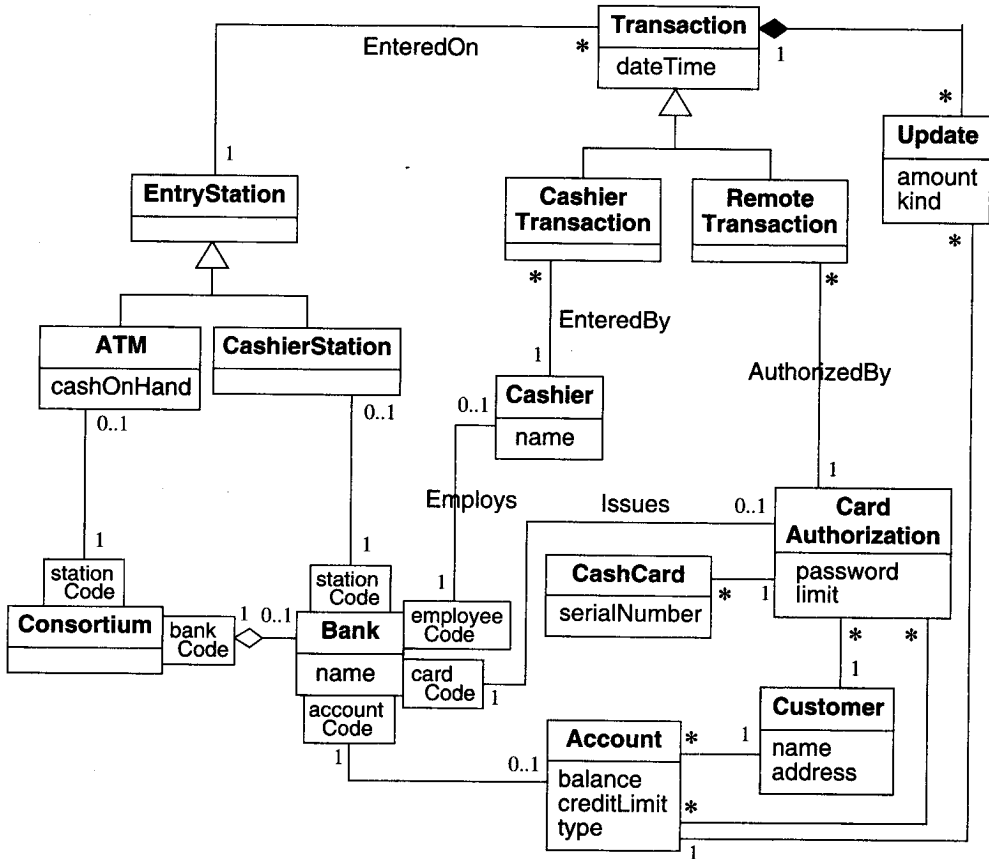 Transaction
dateTime
EnteredOn
*
1
*
1
Update
amount
kind
*
EntryStation
Cashier
Transaction
*
Remote
Transaction
*
EnteredBy
1
AuthorizedBy
1
ATM
cashOnHand
0..1
CashierStation
0..1
Cashier
name
0..1
Employs
1
Issues
0..1
Card
Authorization
password
limit
1
*
*
CashCard
serialNumber
*
1
station
Code
Consortium
bank
Code
1
0..1
1
station
Code
Bank
name
employee
Code
card
Code
1
account
Code
1
0..1
Account
balance
creditLimit
type
*
1
*
1
1
Customer
name
address